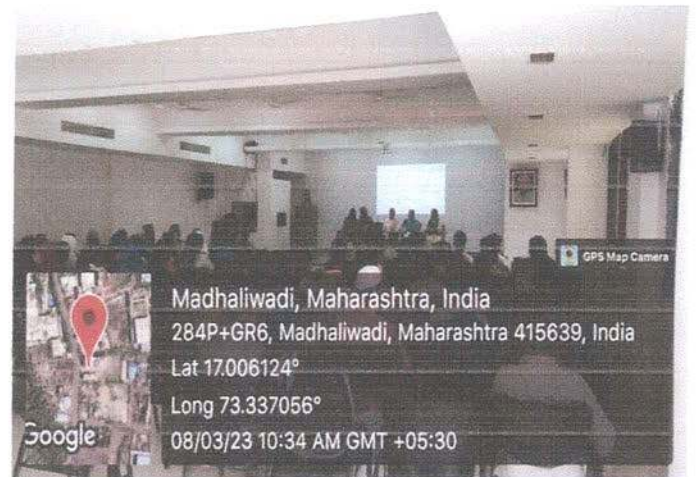 GPS Map Camera
Madhaliwadi, Maharashtra, India
284P+GR6, Madhaliwadi, Maharashtra 415639, India
Lat 17.006124°
Long 73.337056°
08/03/23 10:34 AM GMT +05:30
Google